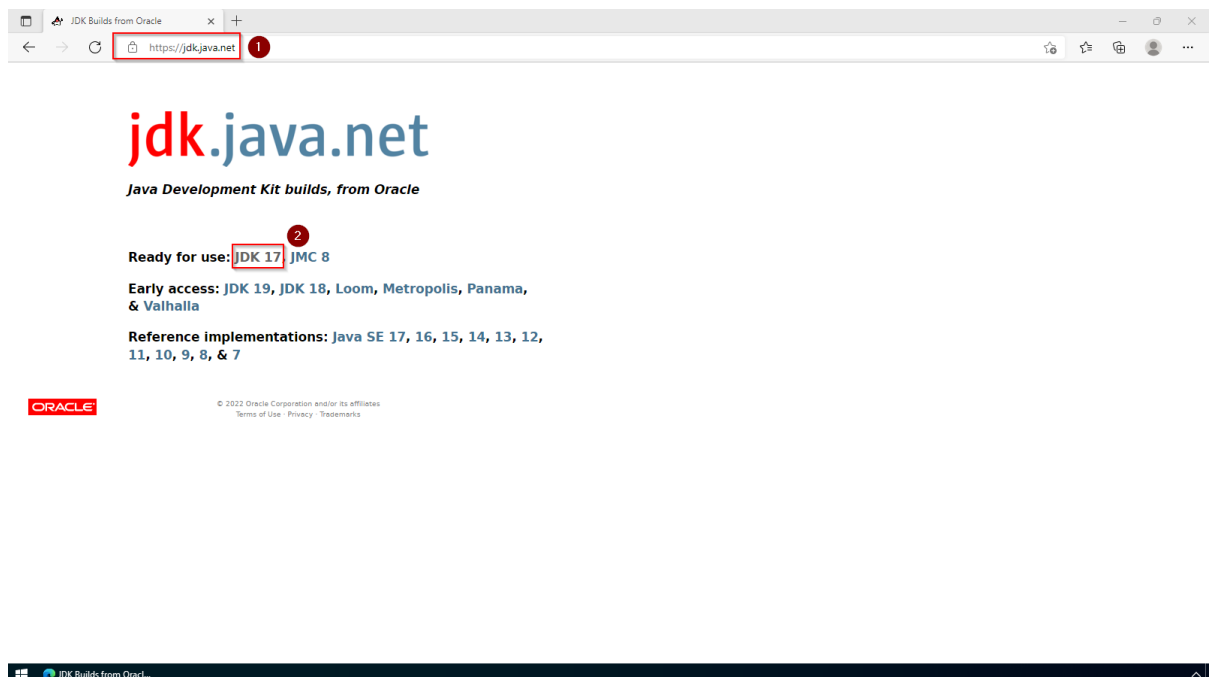 JDK Builds from Oracle
https://jdk.java.net
1
jdk.java.net
Java Development Kit builds, from Oracle
2
Ready for use: JDK 17, JMC 8
Early access: JDK 19, JDK 18, Loom, Metropolis, Panama,
& Valhalla
Reference implementations: Java SE 17, 16, 15, 14, 13, 12,
11, 10, 9, 8, & 7
ORACLE
© 2022 Oracle Corporation and/or its affiliates
Terms of Use · Privacy · Trademarks
JDK Builds from Oracl...